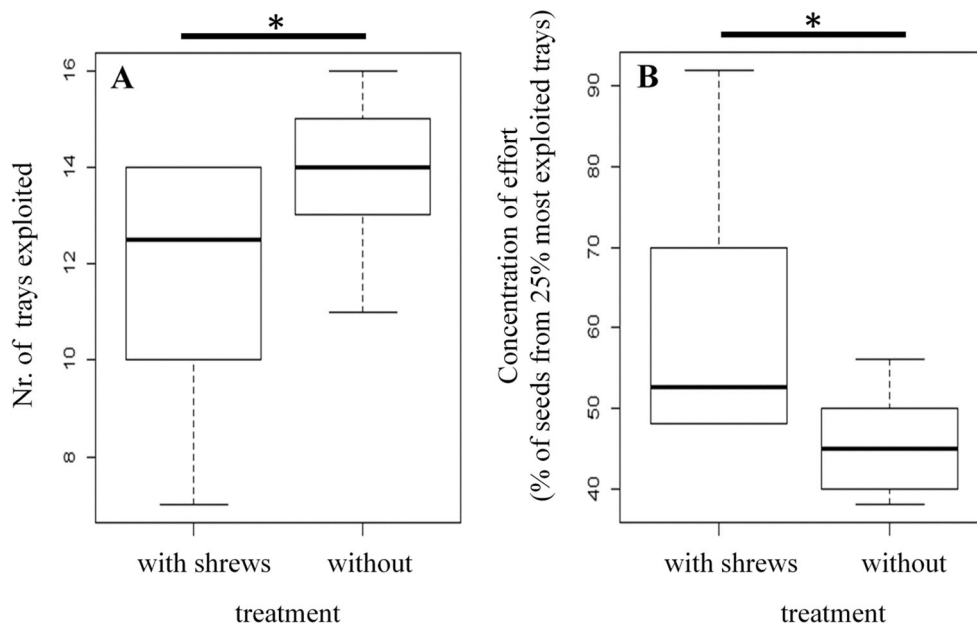 *
A
Nr. of trays exploited
16
14
12
10
8
with shrews
without
treatment
*
B
Concentration of effort
(% of seeds from 25% most exploited trays)
90
80
70
60
50
40
with shrews
without
treatment